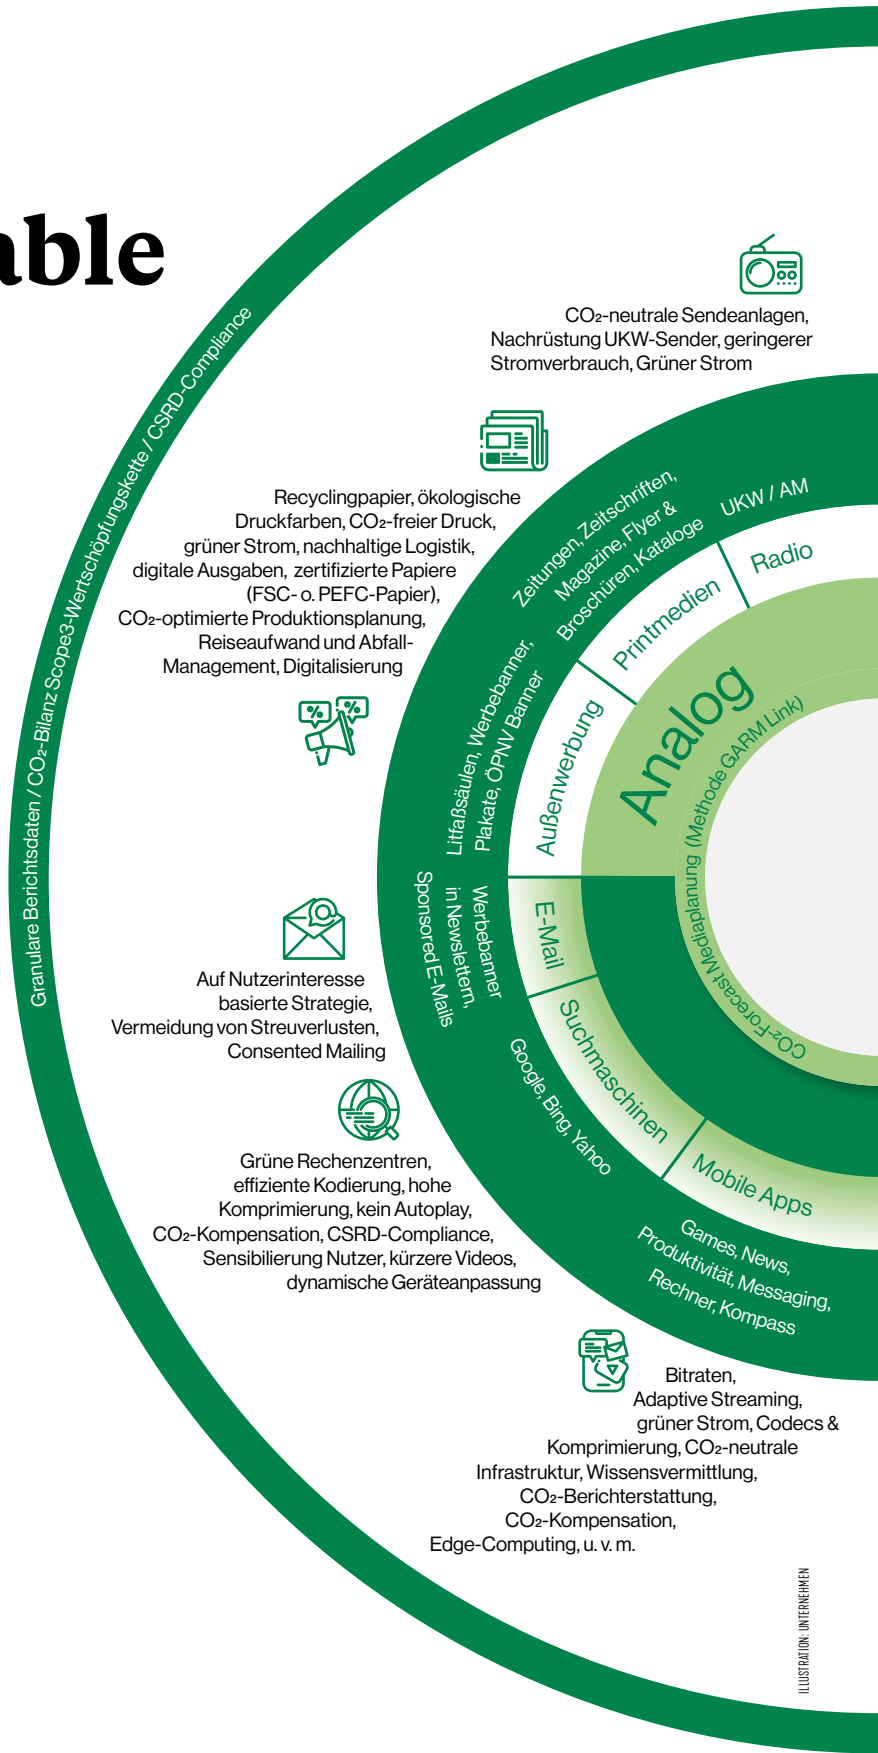 able
Granulare Berichtsdaten / CO₂-Bilanz Scope3-Wertschöpfungskette / CSRD-Compliance
CO₂-neutrale Sendeanlagen,
Nachrüstung UKW-Sender, geringerer
Stromverbrauch, Grüner Strom
Recyclingpapier, ökologische
Druckfarben, CO₂-freier Druck,
grüner Strom, nachhaltige Logistik,
digitale Ausgaben, zertifizierte Papiere
(FSC- o. PEFC-Papier),
CO₂-optimierte Produktionsplanung,
Reiseaufwand und Abfall-
Management, Digitalisierung
% %
UKW / AM
Radio
Zeitungen, Zeitschriften,
Magazine, Flyer &
Broschüren, Kataloge
Printmedien
Litfaßsäulen, Werbebanner,
Plakate, ÖPNV Banner
Außenwerbung
Analog
CO₂-Forecast Mediaplanung (Methode GARM Link)
Werbebanner
in Newslettern,
Sponsored E-Mails
E-Mail
Auf Nutzerinteresse
basierte Strategie,
Vermeidung von Streuverlusten,
Consented Mailing
Suchmaschinen
Google, Bing, Yahoo
Grüne Rechenzentren,
effiziente Kodierung, hohe
Komprimierung, kein Autoplay,
CO₂-Kompensation, CSRD-Compliance,
Sensibilierung Nutzer, kürzere Videos,
dynamische Geräteanpassung
Mobile Apps
Games, News,
Produktivität, Messaging,
Rechner, Kompass
Bitraten,
Adaptive Streaming,
grüner Strom, Codecs &
Komprimierung, CO₂-neutrale
Infrastruktur, Wissensvermittlung,
CO₂-Berichterstattung,
CO₂-Kompensation,
Edge-Computing, u. v. m.
ILLUSTRATION: UNTERNEHMEN